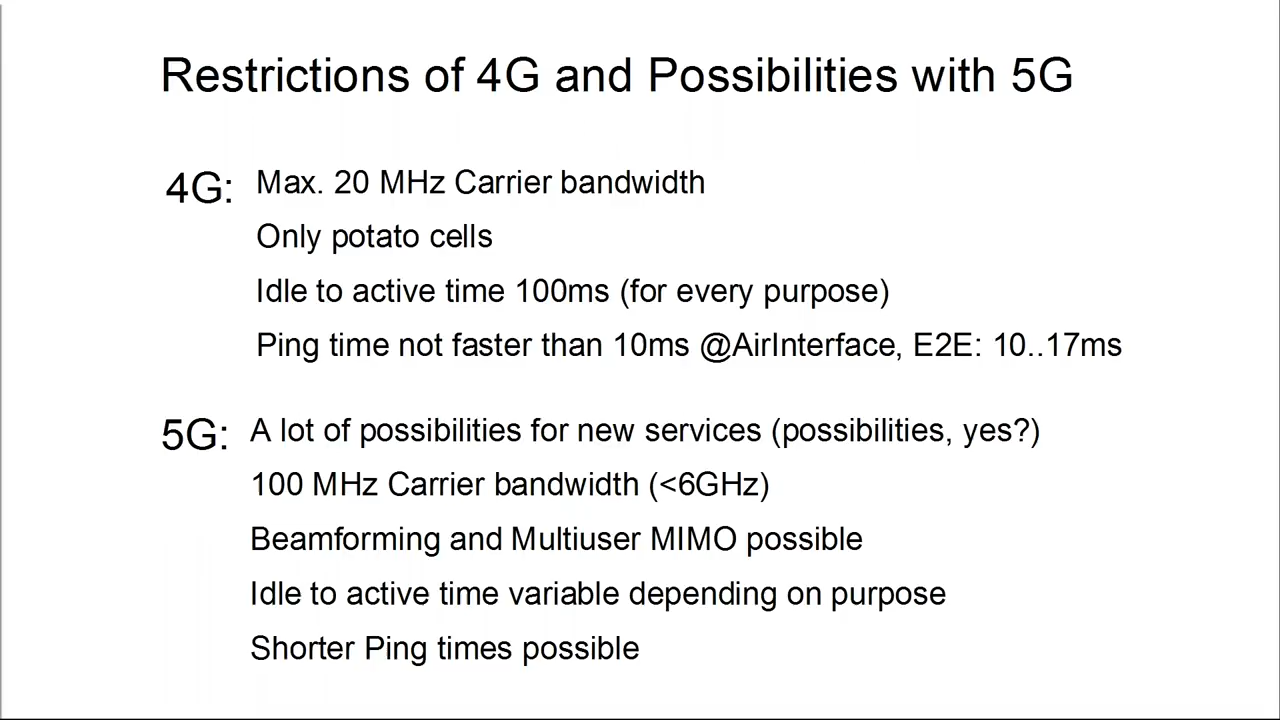 Restrictions of 4G and Possibilities with 5G
4G: Max. 20 MHz Carrier bandwidth
Only potato cells
Idle to active time 100ms (for every purpose)
Ping time not faster than 10ms @AirInterface, E2E: 10..17ms
5G: A lot of possibilities for new services (possibilities, yes?)
100 MHz Carrier bandwidth (<6GHz)
Beamforming and Multiuser MIMO possible
Idle to active time variable depending on purpose
Shorter Ping times possible